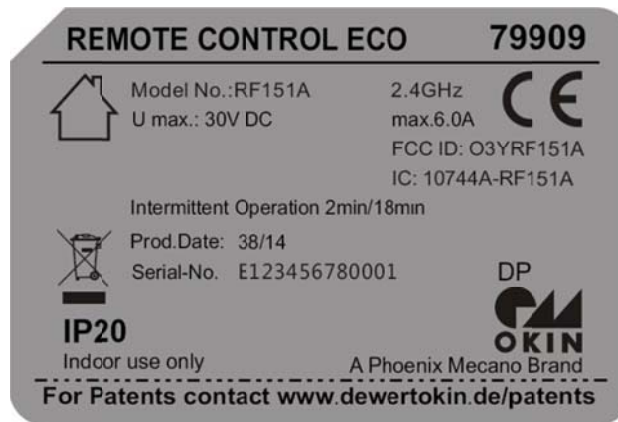 REMOTE CONTROL ECO 79909
Model No.:RF151A 2.4GHz CE
U max.: 30V DC max.6.0A
FCC ID: O3YRF151A
IC: 10744A-RF151A
Intermittent Operation 2min/18min
Prod.Date: 38/14
Serial-No. E123456780001 DP
OKIN
IP20
Indoor use only A Phoenix Mecano Brand
For Patents contact www.dewertokin.de/patents